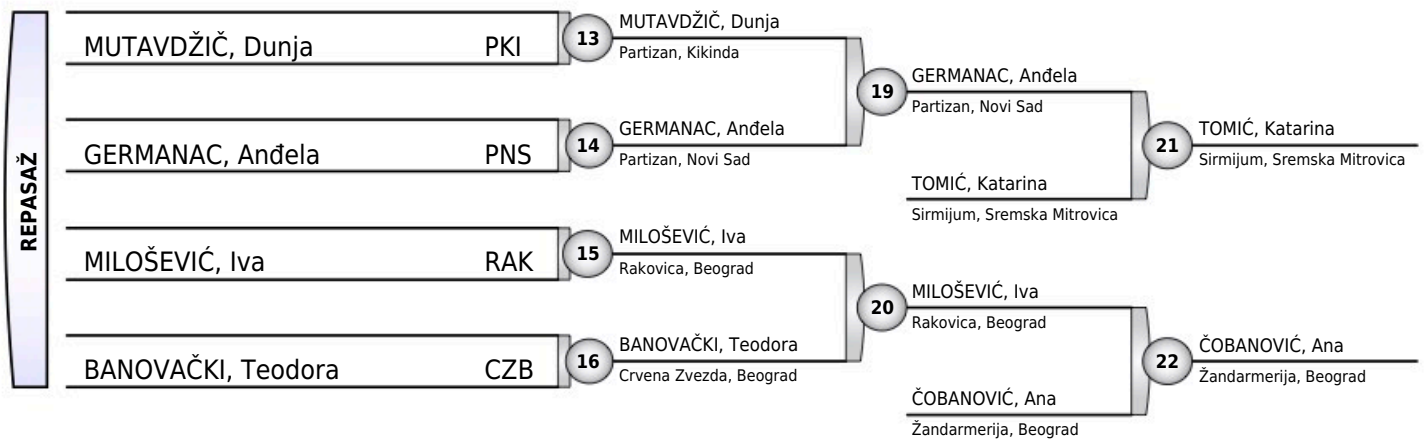 REPASAŽ
MUTAVDŽIČ, Dunja PKI
13
MUTAVDŽIČ, Dunja
Partizan, Kikinda
GERMANAC, Anđela PNS
14
GERMANAC, Anđela
Partizan, Novi Sad
19
GERMANAC, Anđela
Partizan, Novi Sad
TOMIĆ, Katarina
Sirmijum, Sremska Mitrovica
21
TOMIĆ, Katarina
Sirmijum, Sremska Mitrovica
MILOŠEVIĆ, Iva RAK
15
MILOŠEVIĆ, Iva
Rakovica, Beograd
BANOVAČKI, Teodora CZB
16
BANOVAČKI, Teodora
Crvena Zvezda, Beograd
20
MILOŠEVIĆ, Iva
Rakovica, Beograd
ČOBANOVIĆ, Ana
Žandarmerija, Beograd
22
ČOBANOVIĆ, Ana
Žandarmerija, Beograd